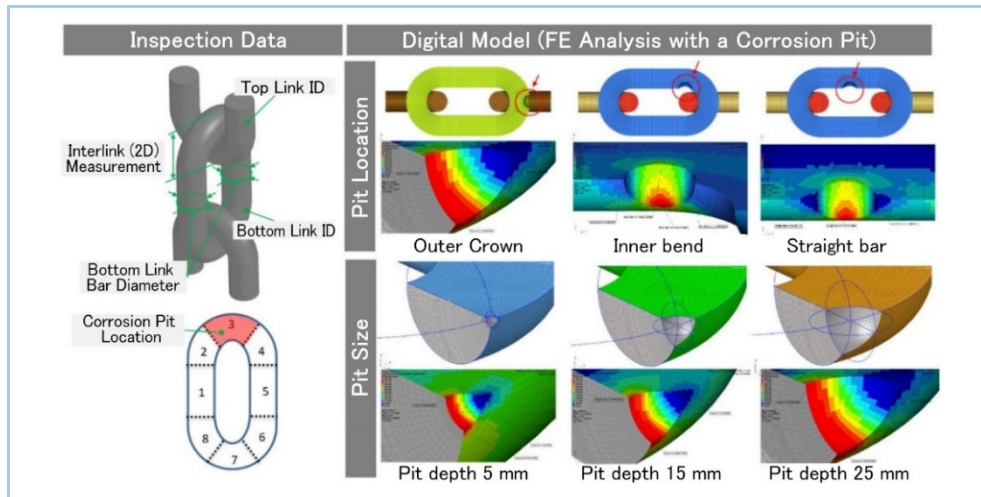 Inspection Data
Digital Model (FE Analysis with a Corrosion Pit)
Top Link ID
Interlink (2D)
Measurement
Bottom Link ID
Bottom Link
Bar Diameter
Corrosion Pit
Location
3
2
4
1
5
8
6
7
Pit Location
Outer Crown
Inner bend
Straight bar
Pit Size
Pit depth 5 mm
Pit depth 15 mm
Pit depth 25 mm